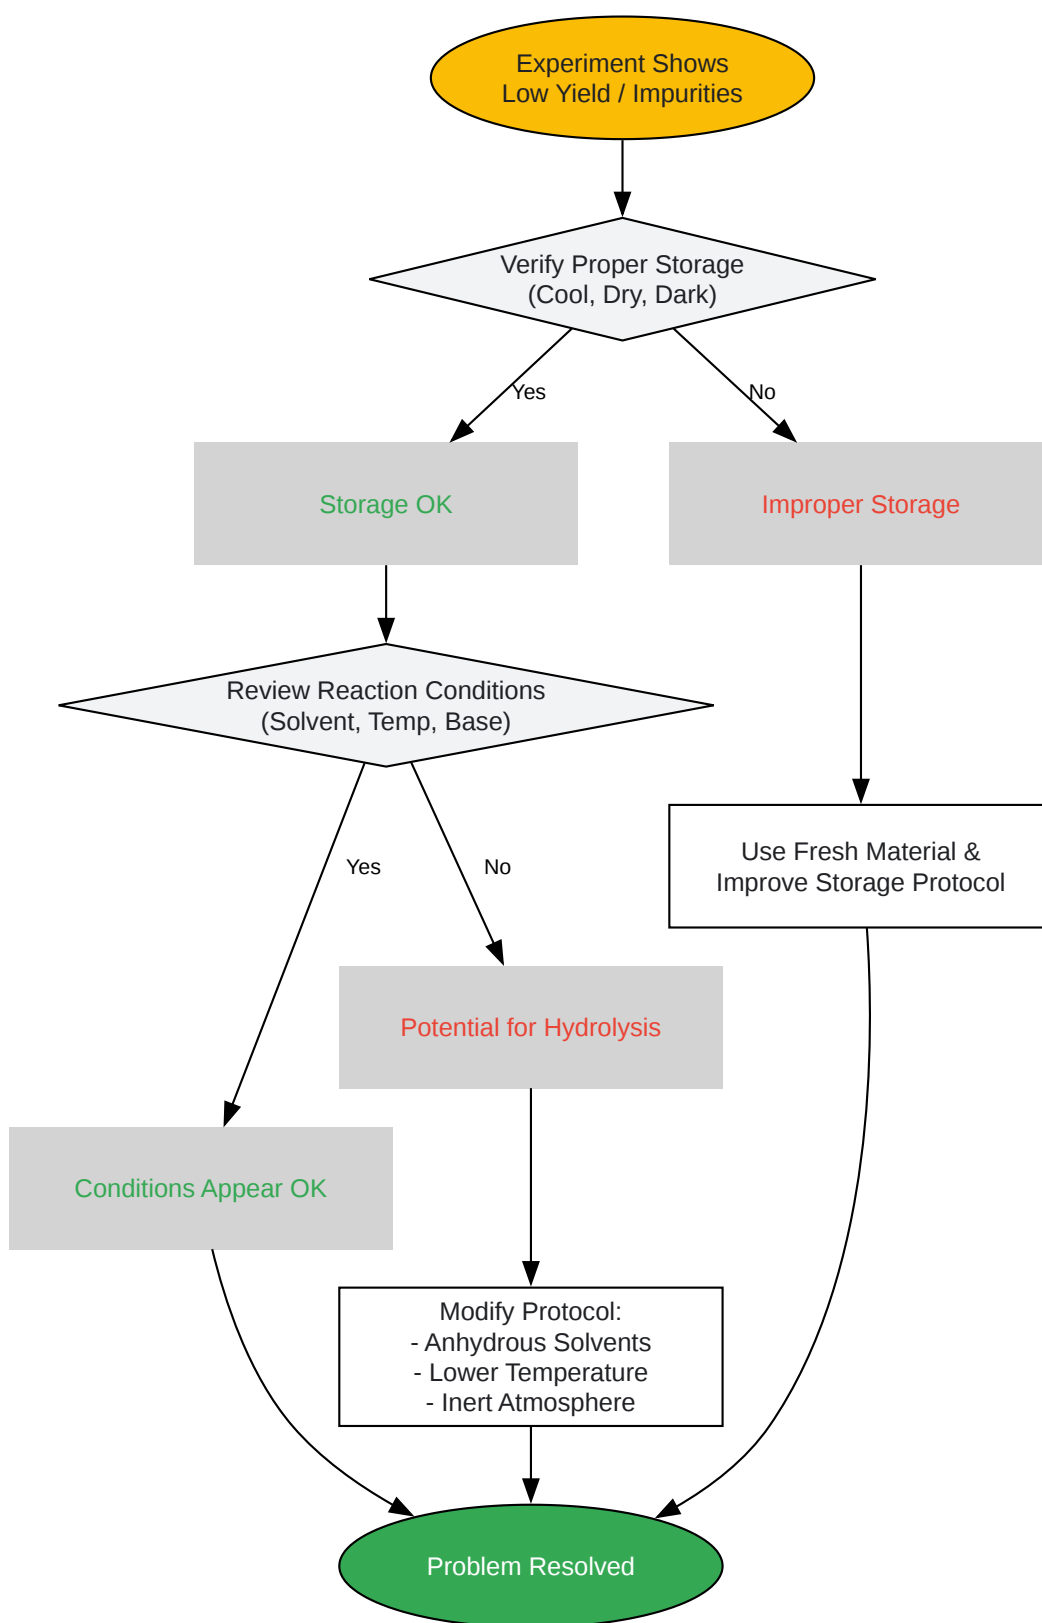 Experiment Shows
Low Yield / Impurities
Verify Proper Storage
(Cool, Dry, Dark)
Yes
No
Storage OK
Improper Storage
Review Reaction Conditions
(Solvent, Temp, Base)
Yes
No
Use Fresh Material &
Improve Storage Protocol
Potential for Hydrolysis
Conditions Appear OK
Modify Protocol:
- Anhydrous Solvents
- Lower Temperature
- Inert Atmosphere
Problem Resolved